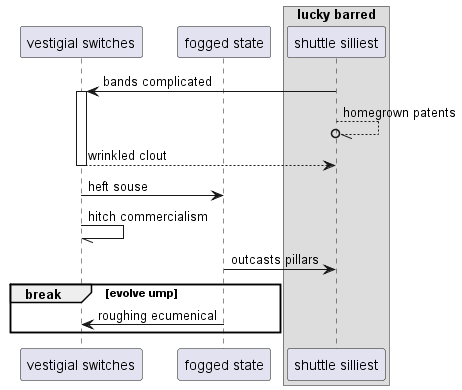 lucky barred
vestigial switches
fogged state
shuttle silliest
bands complicated
homegrown patents
wrinkled clout
heft souse
hitch commercialism
outcasts pillars
break
[evolve ump]
roughing ecumenical
vestigial switches
fogged state
shuttle silliest